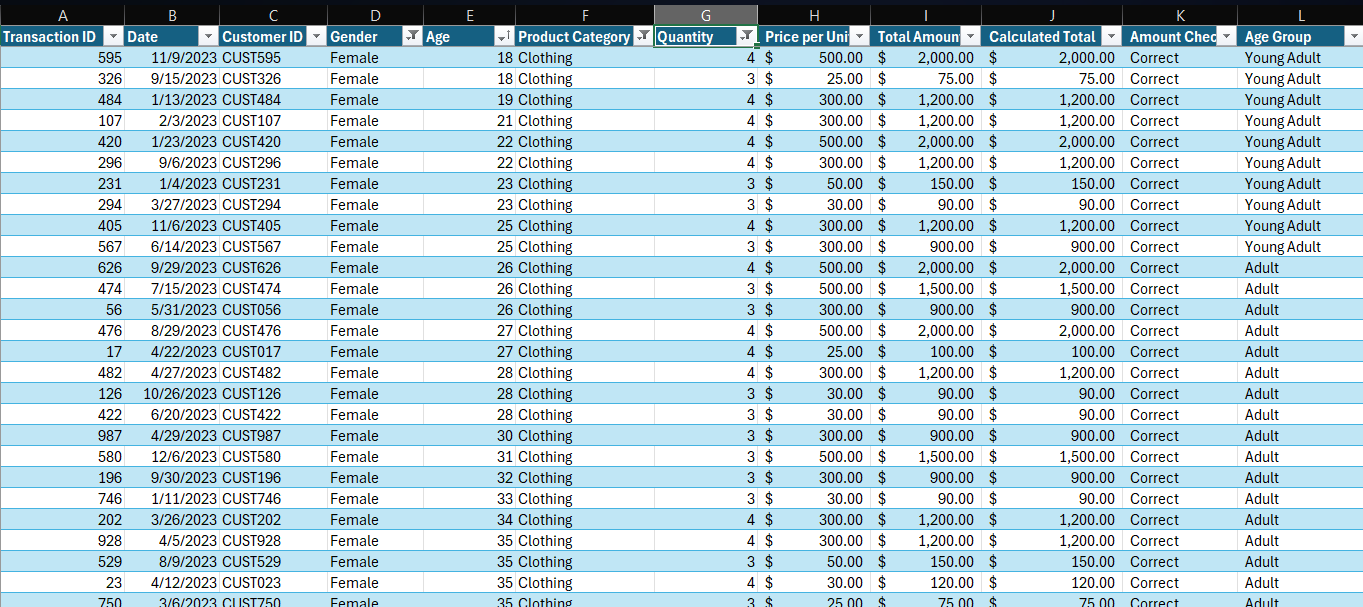 A B C D E F G H I J K L
Transaction ID Date Customer ID Gender Age Product Category Quantity Price per Uni Total Amoun Calculated Total Amount Chec Age Group
595 11/9/2023 CUST595 Female 18 Clothing 4 $ 500.00 $ 2,000.00 $ 2,000.00 Correct Young Adult
326 9/15/2023 CUST326 Female 18 Clothing 3 $ 25.00 $ 75.00 $ 75.00 Correct Young Adult
484 1/13/2023 CUST484 Female 19 Clothing 4 $ 300.00 $ 1,200.00 $ 1,200.00 Correct Young Adult
107 2/3/2023 CUST107 Female 21 Clothing 4 $ 300.00 $ 1,200.00 $ 1,200.00 Correct Young Adult
420 1/23/2023 CUST420 Female 22 Clothing 4 $ 500.00 $ 2,000.00 $ 2,000.00 Correct Young Adult
296 9/6/2023 CUST296 Female 22 Clothing 4 $ 300.00 $ 1,200.00 $ 1,200.00 Correct Young Adult
231 1/4/2023 CUST231 Female 23 Clothing 3 $ 50.00 $ 150.00 $ 150.00 Correct Young Adult
294 3/27/2023 CUST294 Female 23 Clothing 3 $ 30.00 $ 90.00 $ 90.00 Correct Young Adult
405 11/6/2023 CUST405 Female 25 Clothing 4 $ 300.00 $ 1,200.00 $ 1,200.00 Correct Young Adult
567 6/14/2023 CUST567 Female 25 Clothing 3 $ 300.00 $ 900.00 $ 900.00 Correct Young Adult
626 9/29/2023 CUST626 Female 26 Clothing 4 $ 500.00 $ 2,000.00 $ 2,000.00 Correct Adult
474 7/15/2023 CUST474 Female 26 Clothing 3 $ 500.00 $ 1,500.00 $ 1,500.00 Correct Adult
56 5/31/2023 CUST056 Female 26 Clothing 3 $ 300.00 $ 900.00 $ 900.00 Correct Adult
476 8/29/2023 CUST476 Female 27 Clothing 4 $ 500.00 $ 2,000.00 $ 2,000.00 Correct Adult
17 4/22/2023 CUST017 Female 27 Clothing 4 $ 25.00 $ 100.00 $ 100.00 Correct Adult
482 4/27/2023 CUST482 Female 28 Clothing 4 $ 300.00 $ 1,200.00 $ 1,200.00 Correct Adult
126 10/26/2023 CUST126 Female 28 Clothing 3 $ 30.00 $ 90.00 $ 90.00 Correct Adult
422 6/20/2023 CUST422 Female 28 Clothing 3 $ 30.00 $ 90.00 $ 90.00 Correct Adult
987 4/29/2023 CUST987 Female 30 Clothing 3 $ 300.00 $ 900.00 $ 900.00 Correct Adult
580 12/6/2023 CUST580 Female 31 Clothing 3 $ 500.00 $ 1,500.00 $ 1,500.00 Correct Adult
196 9/30/2023 CUST196 Female 32 Clothing 3 $ 300.00 $ 900.00 $ 900.00 Correct Adult
746 1/11/2023 CUST746 Female 33 Clothing 3 $ 30.00 $ 90.00 $ 90.00 Correct Adult
202 3/26/2023 CUST202 Female 34 Clothing 4 $ 300.00 $ 1,200.00 $ 1,200.00 Correct Adult
928 4/5/2023 CUST928 Female 35 Clothing 4 $ 300.00 $ 1,200.00 $ 1,200.00 Correct Adult
529 8/9/2023 CUST529 Female 35 Clothing 3 $ 50.00 $ 150.00 $ 150.00 Correct Adult
23 4/12/2023 CUST023 Female 35 Clothing 4 $ 30.00 $ 120.00 $ 120.00 Correct Adult
750 3/6/2023 CUST750 Female 35 Clothing 3 $ 25.00 $ 75.00 $ 75.00 Correct Adult